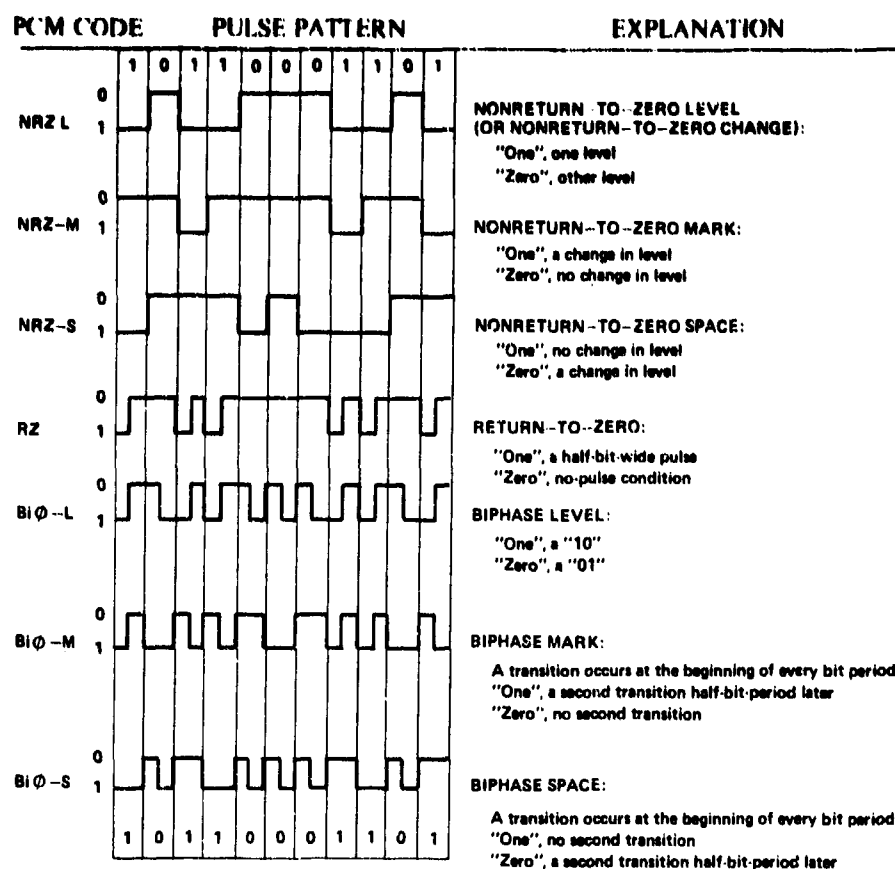 PCM CODE PULSE PATTERN EXPLANATION
1 0 1 1 0 0 0 1 1 0 1
0
NRZ L 1
NONRETURN-TO-ZERO LEVEL
(OR NONRETURN-TO-ZERO CHANGE):
"One", one level
"Zero", other level
0
NRZ-M 1
NONRETURN-TO-ZERO MARK:
"One", a change in level
"Zero", no change in level
0
NRZ-S 1
NONRETURN-TO-ZERO SPACE:
"One", no change in level
"Zero", a change in level
0
RZ 1
RETURN-TO-ZERO:
"One", a half-bit-wide pulse
"Zero", no-pulse condition
0
BiØ-L 1
BIPHASE LEVEL:
"One", a "10"
"Zero", a "01"
0
BiØ-M 1
BIPHASE MARK:
A transition occurs at the beginning of every bit period
"One", a second transition half-bit-period later
"Zero", no second transition
0
BiØ-S 1
BIPHASE SPACE:
A transition occurs at the beginning of every bit period
"One", no second transition
"Zero", a second transition half-bit-period later
1 0 1 1 0 0 0 1 1 0 1